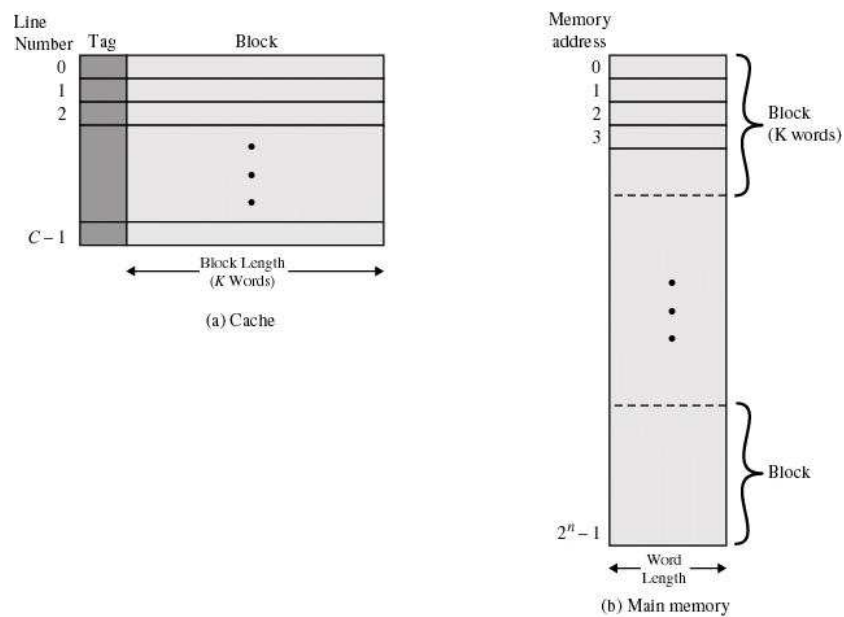 Line
Number Tag Block
0
1
2
C – 1
Block Length
(K Words)
(a) Cache
Memory
address
0
1
2
3
Block
(K words)
Block
2ⁿ – 1
Word
Length
(b) Main memory